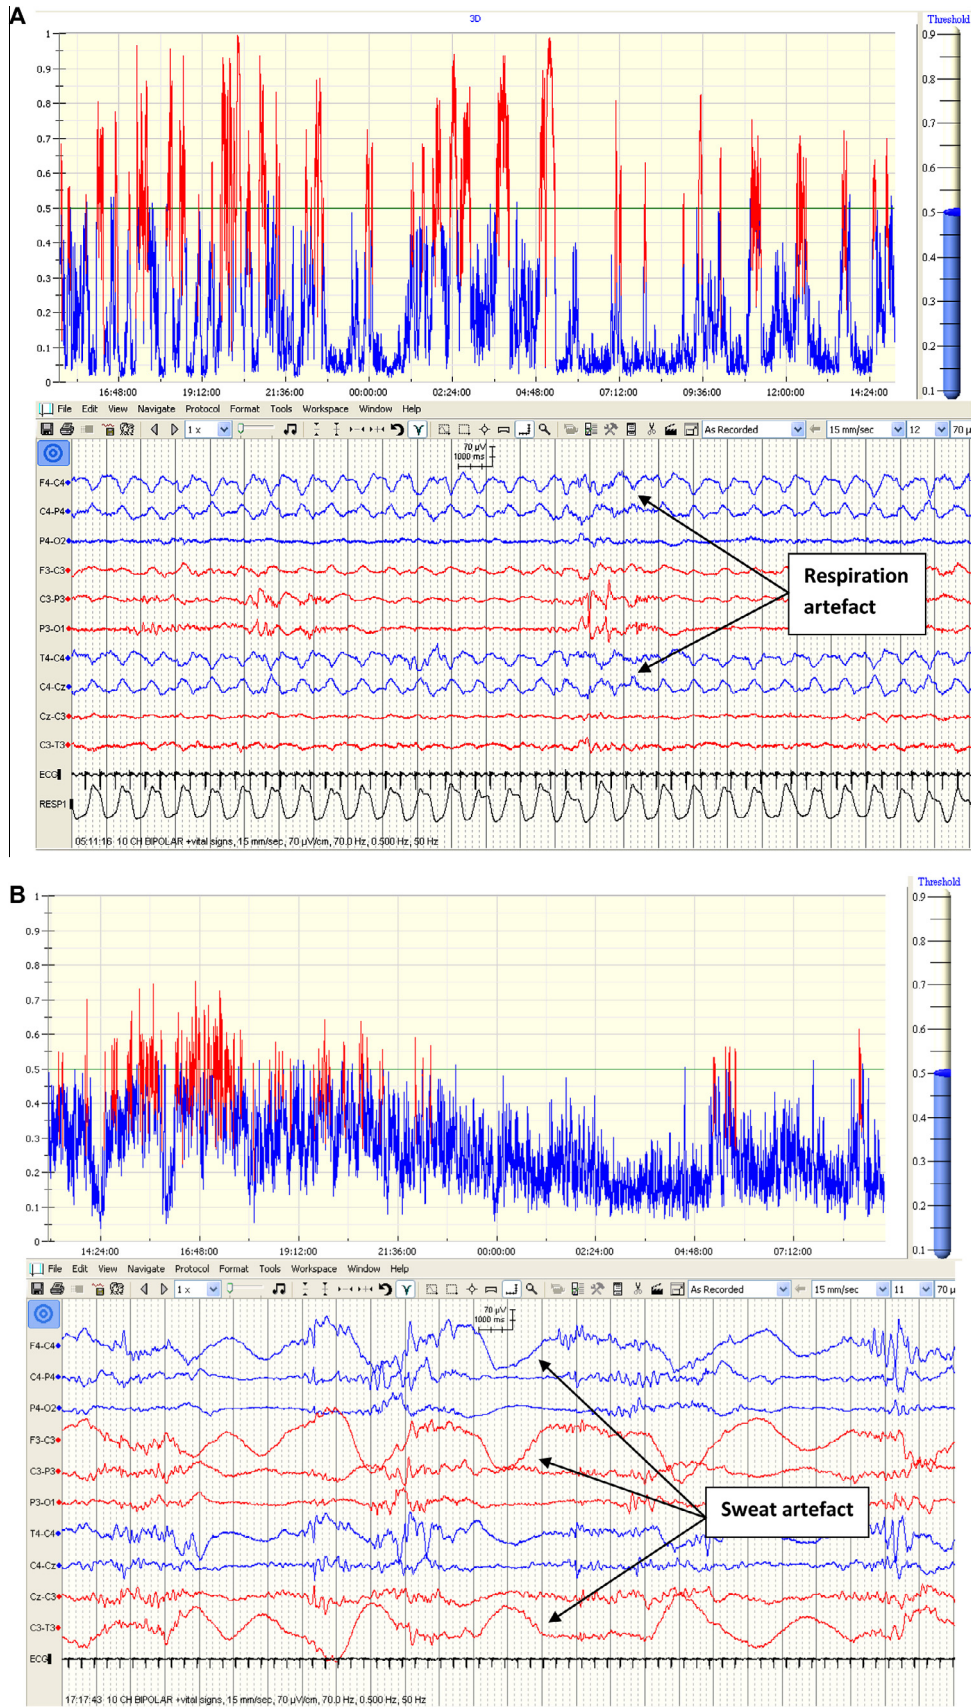 A
3D
Threshold
1
0.9
0.8
0.7
0.6
0.5
0.4
0.3
0.2
0.1
0
0.9
0.8
0.7
0.6
0.5
0.4
0.3
0.2
0.1
16:48:00 19:12:00 21:36:00 00:00:00 02:24:00 04:48:00 07:12:00 09:36:00 12:00:00 14:24:00
File Edit View Navigate Protocol Format Tools Workspace Window Help
1 x As Recorded 15 mm/sec 12 70 µ
70 µV
1000 ms
F4-C4
C4-P4
P4-O2
F3-C3
C3-P3
P3-O1
T4-C4
C4-Cz
Cz-C3
C3-T3
ECG
RESP1
Respiration
artefact
05:11:16 10 CH BIPOLAR +vital signs, 15 mm/sec, 70 µV/cm, 70.0 Hz, 0.500 Hz, 50 Hz
B
Threshold
1
0.9
0.8
0.7
0.6
0.5
0.4
0.3
0.2
0.1
0
0.9
0.8
0.7
0.6
0.5
0.4
0.3
0.2
0.1
14:24:00 16:48:00 19:12:00 21:36:00 00:00:00 02:24:00 04:48:00 07:12:00
File Edit View Navigate Protocol Format Tools Workspace Window Help
1 x As Recorded 15 mm/sec 11 70 µ
70 µV
1000 ms
F4-C4
C4-P4
P4-O2
F3-C3
C3-P3
P3-O1
T4-C4
C4-Cz
Cz-C3
C3-T3
ECG
Sweat artefact
17:17:43 10 CH BIPOLAR +vital signs, 15 mm/sec, 70 µV/cm, 70.0 Hz, 0.500 Hz, 50 Hz